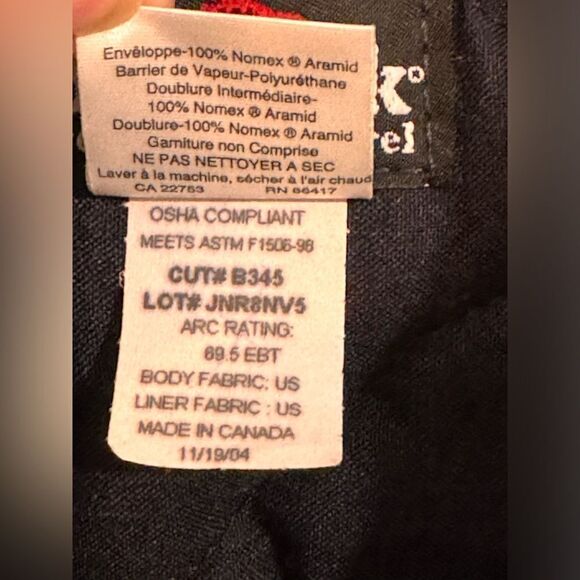 Envêloppe-100% Nomex ® Aramid
Barrier de Vapeur-Polyuréthane
Doublure Intermédiaire-
100% Nomex ® Aramid
Doublure-100% Nomex ® Aramid
Garniture non Comprise
NE PAS NETTOYER A SEC
Laver à la machine, sécher à l'air chaud
CA 22753 RN 86417
OSHA COMPLIANT
MEETS ASTM F1506-98
CUT# B345
LOT# JNR8NV5
ARC RATING:
69.5 EBT
BODY FABRIC: US
LINER FABRIC : US
MADE IN CANADA
11/19/04